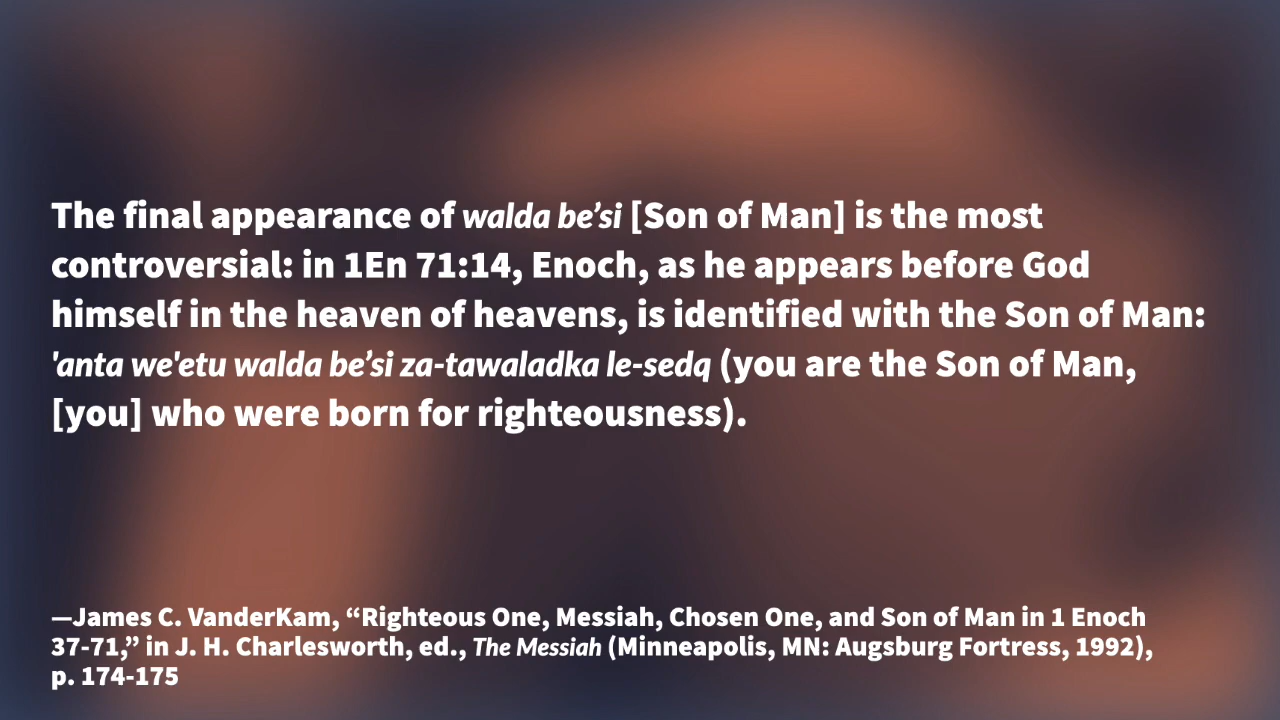 The final appearance of walda be’si [Son of Man] is the most
controversial: in 1En 71:14, Enoch, as he appears before God
himself in the heaven of heavens, is identified with the Son of Man:
'anta we'etu walda be’si za-tawaladka le-sedq (you are the Son of Man,
[you] who were born for righteousness).
—James C. VanderKam, “Righteous One, Messiah, Chosen One, and Son of Man in 1 Enoch
37-71,” in J. H. Charlesworth, ed., The Messiah (Minneapolis, MN: Augsburg Fortress, 1992),
p. 174-175